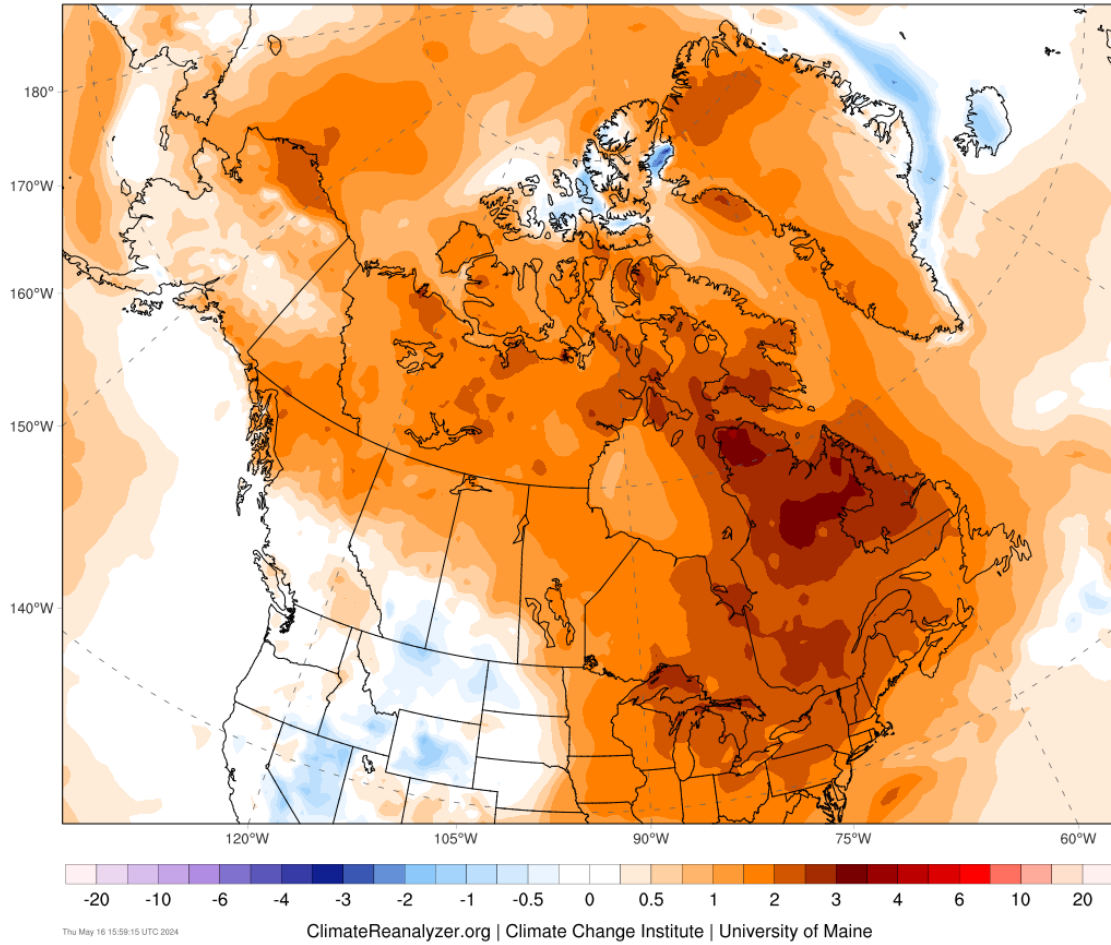 180°
170°W
160°W
150°W
140°W
120°W 105°W 90°W 75°W 60°W
-20 -10 -6 -4 -3 -2 -1 -0.5 0 0.5 1 2 3 4 6 10 20
Thu May 16 15:59:15 UTC 2024
ClimateReanalyzer.org | Climate Change Institute | University of Maine